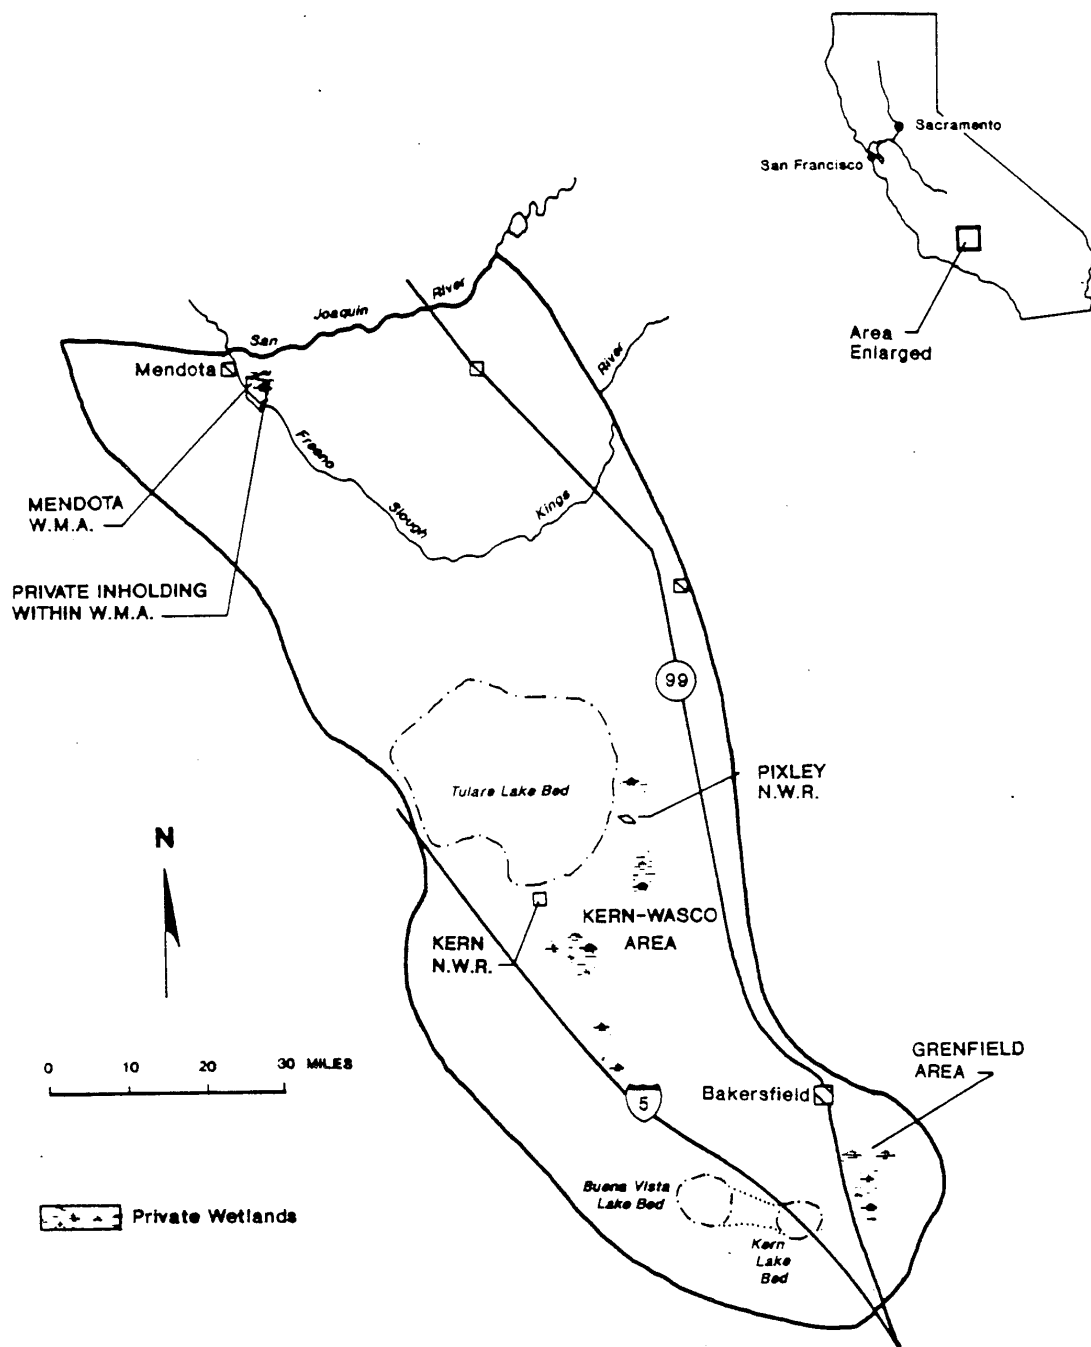 Sacramento
San Francisco
Area
Enlarged
San Joaquin River
Mendota
River
Fresno
Slough
Kings
MENDOTA
W.M.A.
PRIVATE INHOLDING
WITHIN W.M.A.
99
Tulare Lake Bed
PIXLEY
N.W.R.
N
KERN-WASCO
AREA
KERN
N.W.R.
0 10 20 30 MILES
GRENFIELD
AREA
5
Bakersfield
Buena Vista
Lake Bed
Kern
Lake
Bed
Private Wetlands